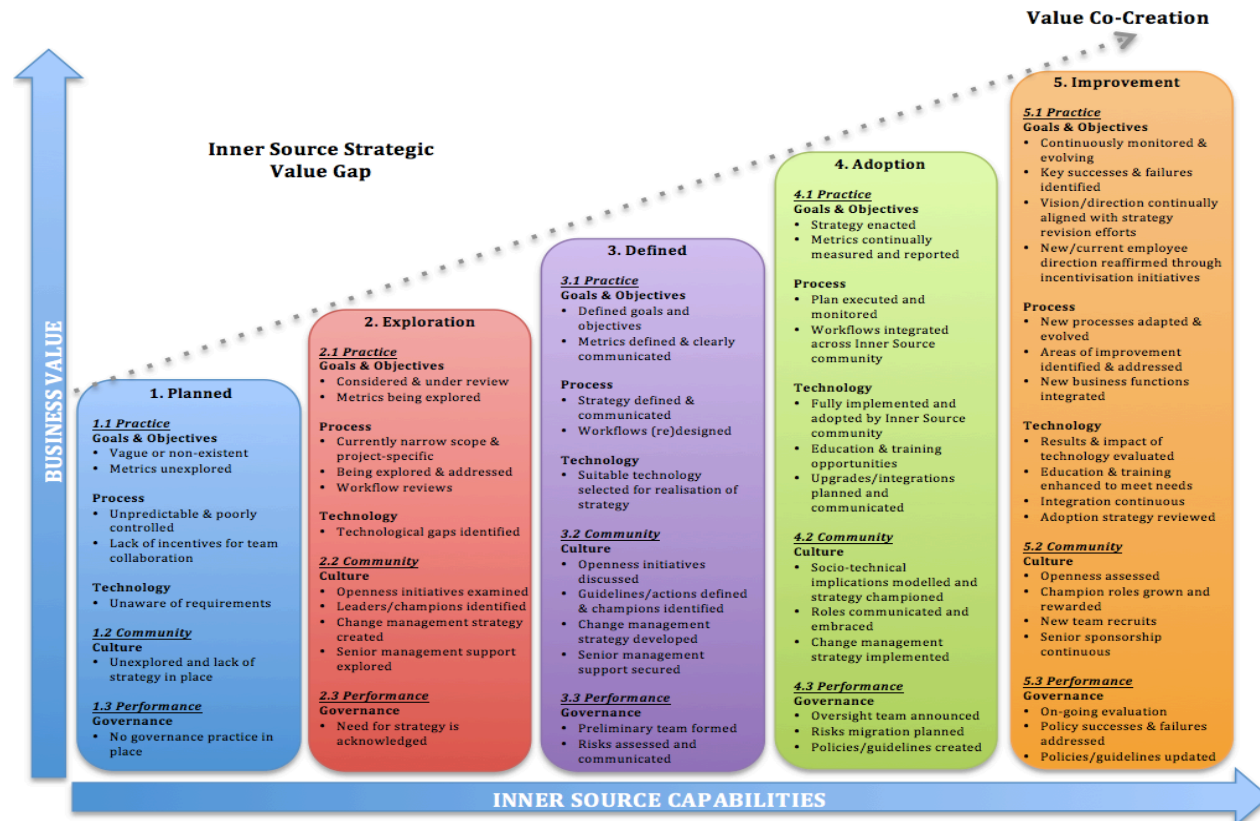 Value Co-Creation
Inner Source Strategic
Value Gap
BUSINESS VALUE
1. Planned
1.1 Practice
Goals & Objectives
• Vague or non-existent
• Metrics unexplored
Process
• Unpredictable & poorly
controlled
• Lack of incentives for team
collaboration
Technology
• Unaware of requirements
1.2 Community
Culture
• Unexplored and lack of
strategy in place
1.3 Performance
Governance
• No governance practice in
place
2. Exploration
2.1 Practice
Goals & Objectives
• Considered & under review
• Metrics being explored
Process
• Currently narrow scope &
project-specific
• Being explored & addressed
• Workflow reviews
Technology
• Technological gaps identified
2.2 Community
Culture
• Openness initiatives examined
• Leaders/champions identified
• Change management strategy
created
• Senior management support
explored
2.3 Performance
Governance
• Need for strategy is
acknowledged
3. Defined
3.1 Practice
Goals & Objectives
• Defined goals and
objectives
• Metrics defined & clearly
communicated
Process
• Strategy defined &
communicated
• Workflows (re)designed
Technology
• Suitable technology
selected for realisation of
strategy
3.2 Community
Culture
• Openness initiatives
discussed
• Guidelines/actions defined
& champions identified
• Change management
strategy developed
• Senior management
support secured
3.3 Performance
Governance
• Preliminary team formed
• Risks assessed and
communicated
4. Adoption
4.1 Practice
Goals & Objectives
• Strategy enacted
• Metrics continually
measured and reported
Process
• Plan executed and
monitored
• Workflows integrated
across Inner Source
community
Technology
• Fully implemented and
adopted by Inner Source
community
• Education & training
opportunities
• Upgrades/integrations
planned and
communicated
4.2 Community
Culture
• Socio-technical
implications modelled and
strategy championed
• Roles communicated and
embraced
• Change management
strategy implemented
4.3 Performance
Governance
• Oversight team announced
• Risks migration planned
• Policies/guidelines created
5. Improvement
5.1 Practice
Goals & Objectives
• Continuously monitored &
evolving
• Key successes & failures
identified
• Vision/direction continually
aligned with strategy
revision efforts
• New/current employee
direction reaffirmed through
incentivisation initiatives
Process
• New processes adapted &
evolved
• Areas of improvement
identified & addressed
• New business functions
integrated
Technology
• Results & impact of
technology evaluated
• Education & training
enhanced to meet needs
• Integration continuous
• Adoption strategy reviewed
5.2 Community
Culture
• Openness assessed
• Champion roles grown and
rewarded
• New team recruits
• Senior sponsorship
continuous
5.3 Performance
Governance
• On-going evaluation
• Policy successes & failures
addressed
• Policies/guidelines updated
INNER SOURCE CAPABILITIES